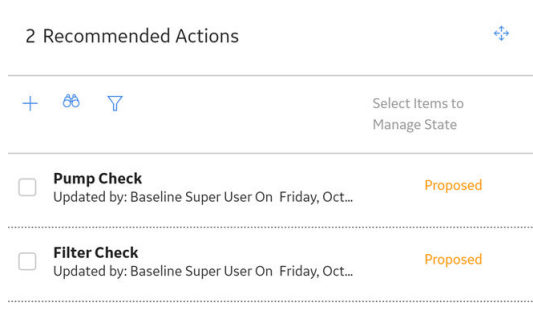 2 Recommended Actions
Select Items to
Manage State
Pump Check
Proposed
Updated by: Baseline Super User On Friday, Oct...
Filter Check
Proposed
Updated by: Baseline Super User On Friday, Oct...